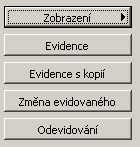 Zobrazení
Evidence
Evidence s kopií
Změna evidovaného
Odevidování